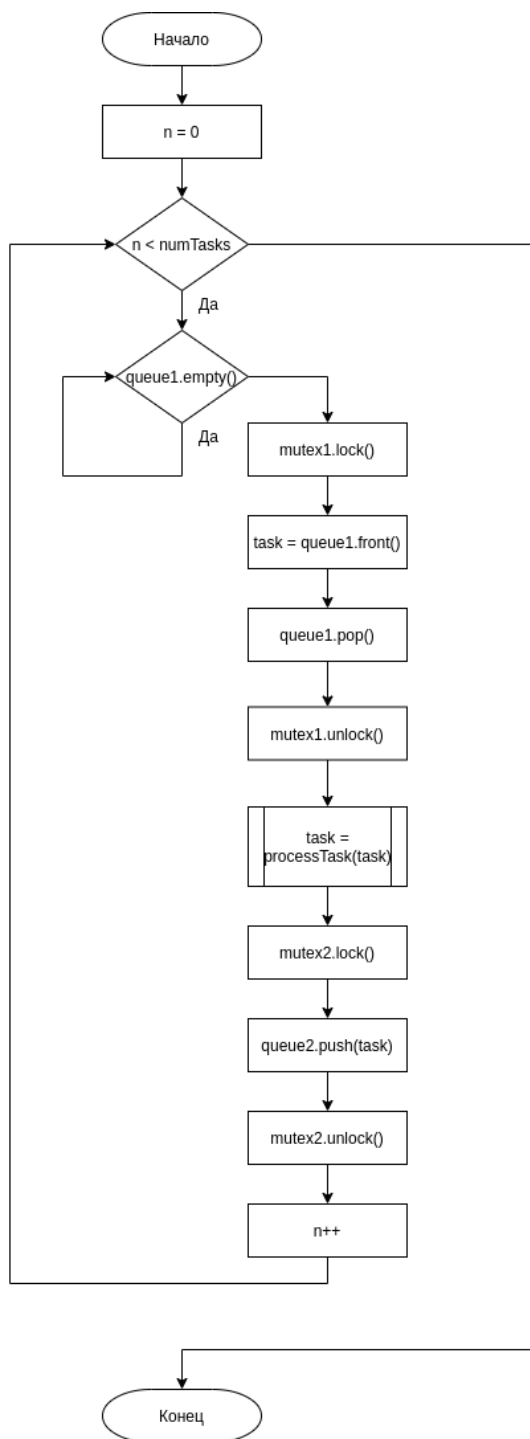 Начало
n = 0
n < numTasks
Да
queue1.empty()
Да
mutex1.lock()
task = queue1.front()
queue1.pop()
mutex1.unlock()
task =
processTask(task)
mutex2.lock()
queue2.push(task)
mutex2.unlock()
n++
Конец